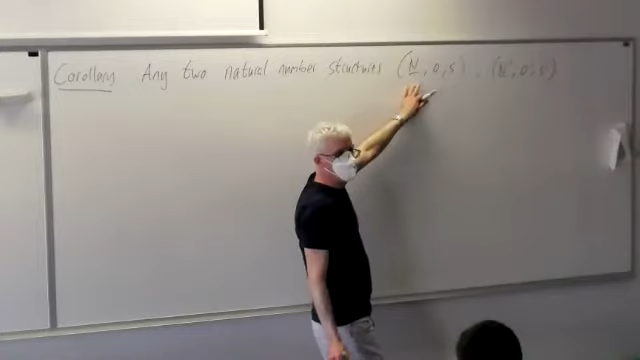 Corollary Any two natural number structures (N, 0, s), (N', 0', s')